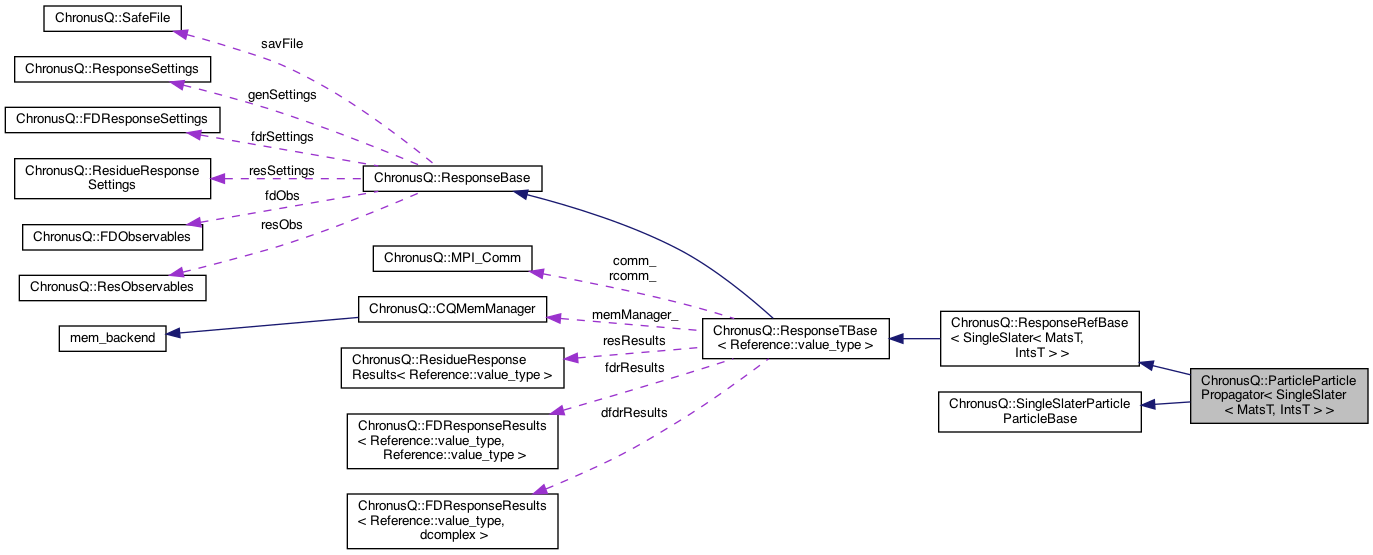 ChronusQ::SafeFile
savFile
ChronusQ::ResponseSettings
genSettings
ChronusQ::FDResponseSettings
fdrSettings
ChronusQ::ResidueResponse
Settings
resSettings
ChronusQ::ResponseBase
fdObs
ChronusQ::FDObservables
resObs
ChronusQ::ResObservables
ChronusQ::MPI_Comm
comm_
rcomm_
ChronusQ::CQMemManager
memManager_
mem_backend
ChronusQ::ResponseTBase
< Reference::value_type >
ChronusQ::ResponseRefBase
< SingleSlater< MatsT,
IntsT > >
resResults
ChronusQ::ResidueResponse
Results< Reference::value_type >
fdrResults
ChronusQ::ParticleParticle
Propagator< SingleSlater
< MatsT, IntsT > >
ChronusQ::SingleSlaterParticle
ParticleBase
dfdrResults
ChronusQ::FDResponseResults
< Reference::value_type,
Reference::value_type >
ChronusQ::FDResponseResults
< Reference::value_type,
dcomplex >